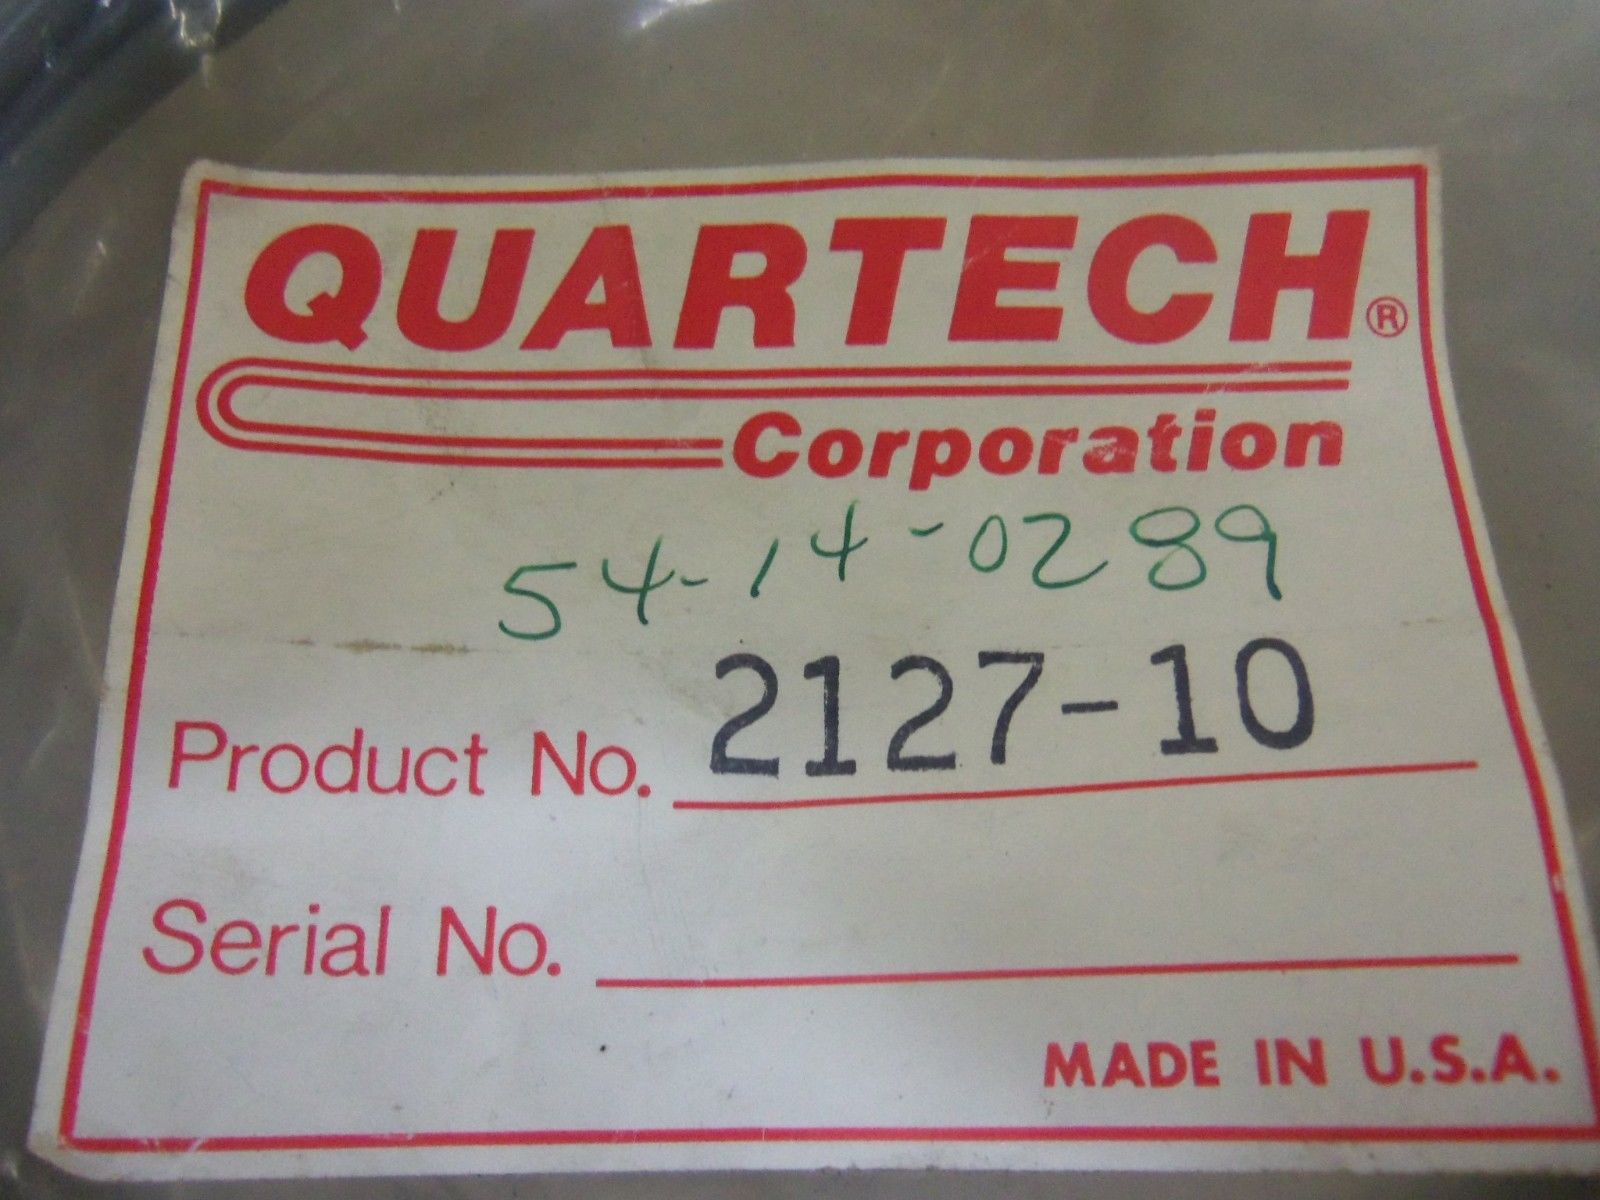 QUARTECH®
Corporation
54-14-0289
Product No. 2127-10
Serial No.
MADE IN U.S.A.